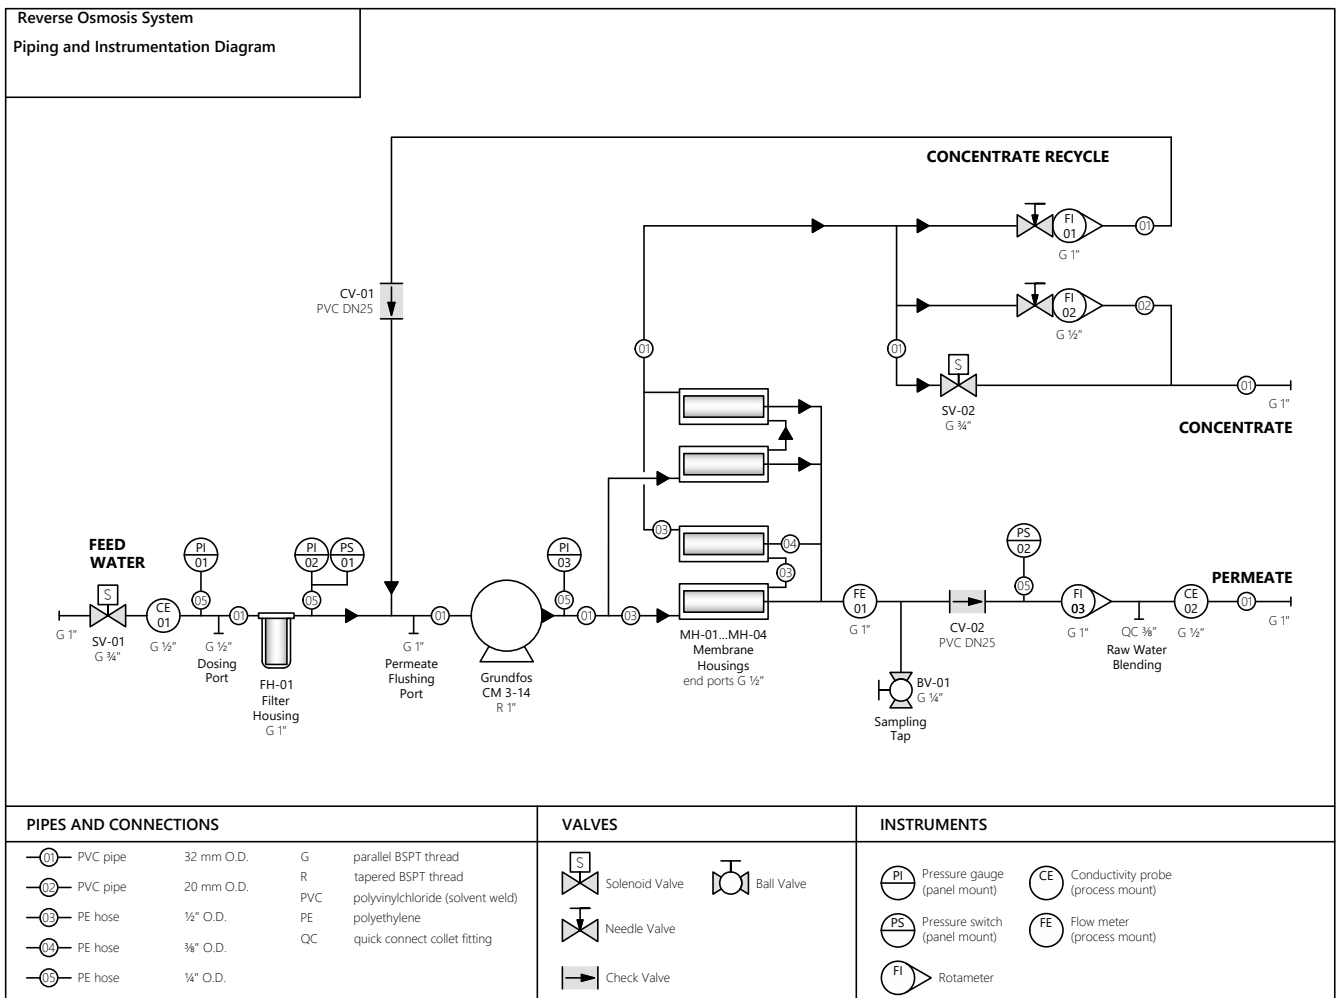 Reverse Osmosis System
Piping and Instrumentation Diagram
CONCENTRATE RECYCLE
FI
01
01
G 1"
CV-01
PVC DN25
FI
02
02
G ½"
01
01
S
SV-02
G ¾"
01
G 1"
CONCENTRATE
FEED
WATER
G 1"
S
SV-01
G ¾"
CE
01
G ½"
PI
01
05
G ½"
Dosing
Port
01
FH-01
Filter
Housing
G 1"
PI
02
PS
01
05
G 1"
Permeate
Flushing
Port
01
Grundfos
CM 3-14
R 1"
PI
03
05
01
03
03
04
03
MH-01...MH-04
Membrane
Housings
end ports G ½"
FE
01
G 1"
BV-01
G ¼"
Sampling
Tap
CV-02
PVC DN25
PS
02
05
FI
03
G 1"
QC ⅜"
Raw Water
Blending
CE
02
G ½"
PERMEATE
01
G 1"
PIPES AND CONNECTIONS
01 PVC pipe 32 mm O.D.
02 PVC pipe 20 mm O.D.
03 PE hose ½" O.D.
04 PE hose ⅜" O.D.
05 PE hose ¼" O.D.
G parallel BSPT thread
R tapered BSPT thread
PVC polyvinylchloride (solvent weld)
PE polyethylene
QC quick connect collet fitting
VALVES
S
Solenoid Valve
Ball Valve
Needle Valve
Check Valve
INSTRUMENTS
PI
Pressure gauge
(panel mount)
CE
Conductivity probe
(process mount)
PS
Pressure switch
(panel mount)
FE
Flow meter
(process mount)
FI
Rotameter